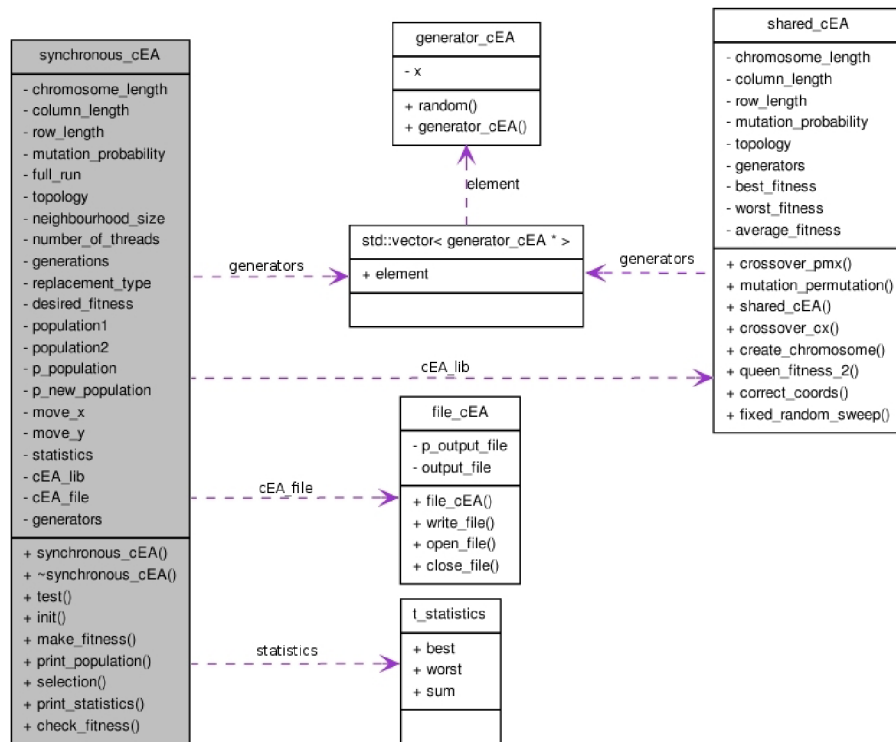 synchronous_cEA
- chromosome_length
- column_length
- row_length
- mutation_probability
- full_run
- topology
- neighbourhood_size
- number_of_threads
- generations
- replacement_type
- desired_fitness
- population1
- population2
- p_population
- p_new_population
- move_x
- move_y
- statistics
- cEA_lib
- cEA_file
- generators
+ synchronous_cEA()
+ ~synchronous_cEA()
+ test()
+ init()
+ make_fitness()
+ print_population()
+ selection()
+ print_statistics()
+ check_fitness()
generators
cEA_lib
cEA_file
statistics
generator_cEA
- x
+ random()
+ generator_cEA()
element
std::vector< generator_cEA * >
+ element
file_cEA
- p_output_file
- output_file
+ file_cEA()
+ write_file()
+ open_file()
+ close_file()
t_statistics
+ best
+ worst
+ sum
generators
shared_cEA
- chromosome_length
- column_length
- row_length
- mutation_probability
- topology
- generators
- best_fitness
- worst_fitness
- average_fitness
+ crossover_pmx()
+ mutation_permutation()
+ shared_cEA()
+ crossover_cx()
+ create_chromosome()
+ queen_fitness_2()
+ correct_coords()
+ fixed_random_sweep()